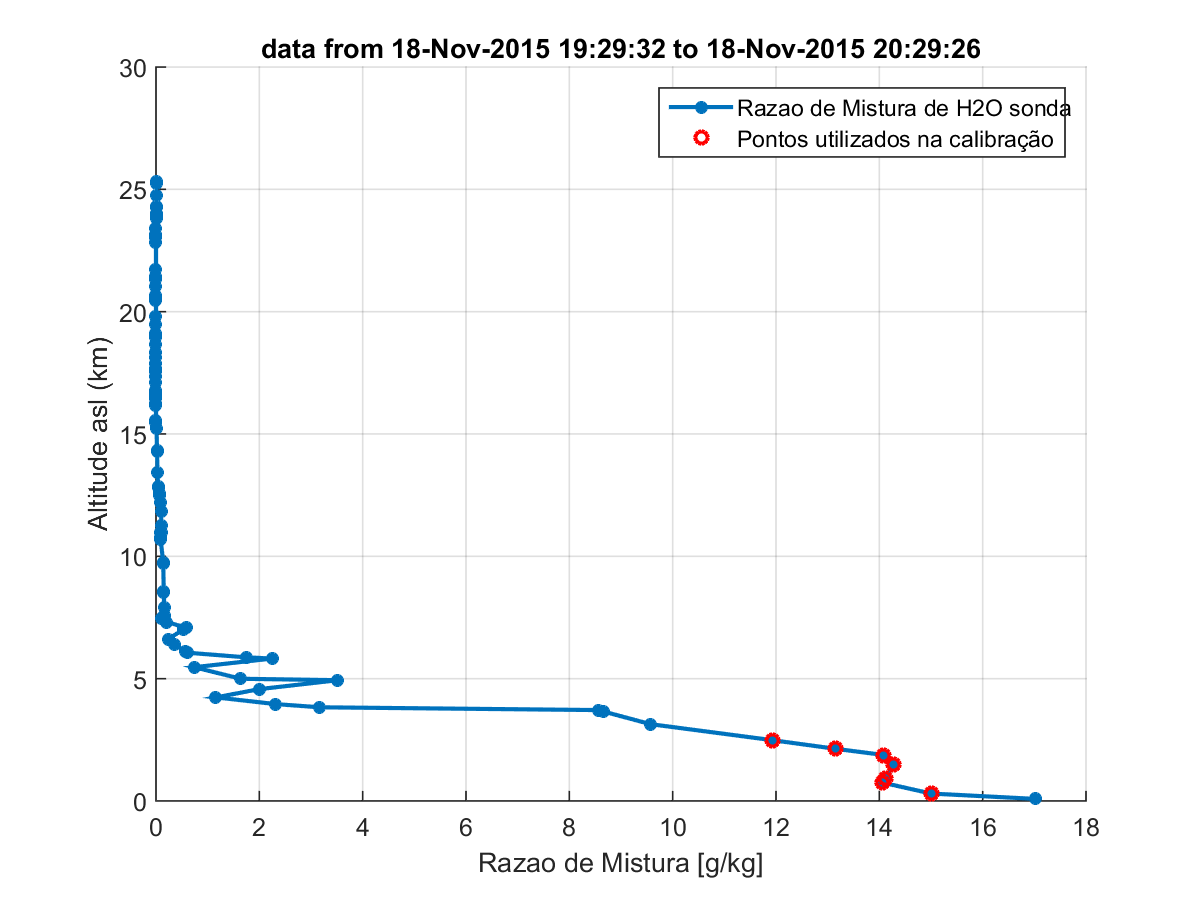 data from 18-Nov-2015 19:29:32 to 18-Nov-2015 20:29:26
Razao de Mistura de H2O sonda
Pontos utilizados na calibração
30
25
20
15
10
5
0
Altitude asl (km)
0 2 4 6 8 10 12 14 16 18
Razao de Mistura [g/kg]